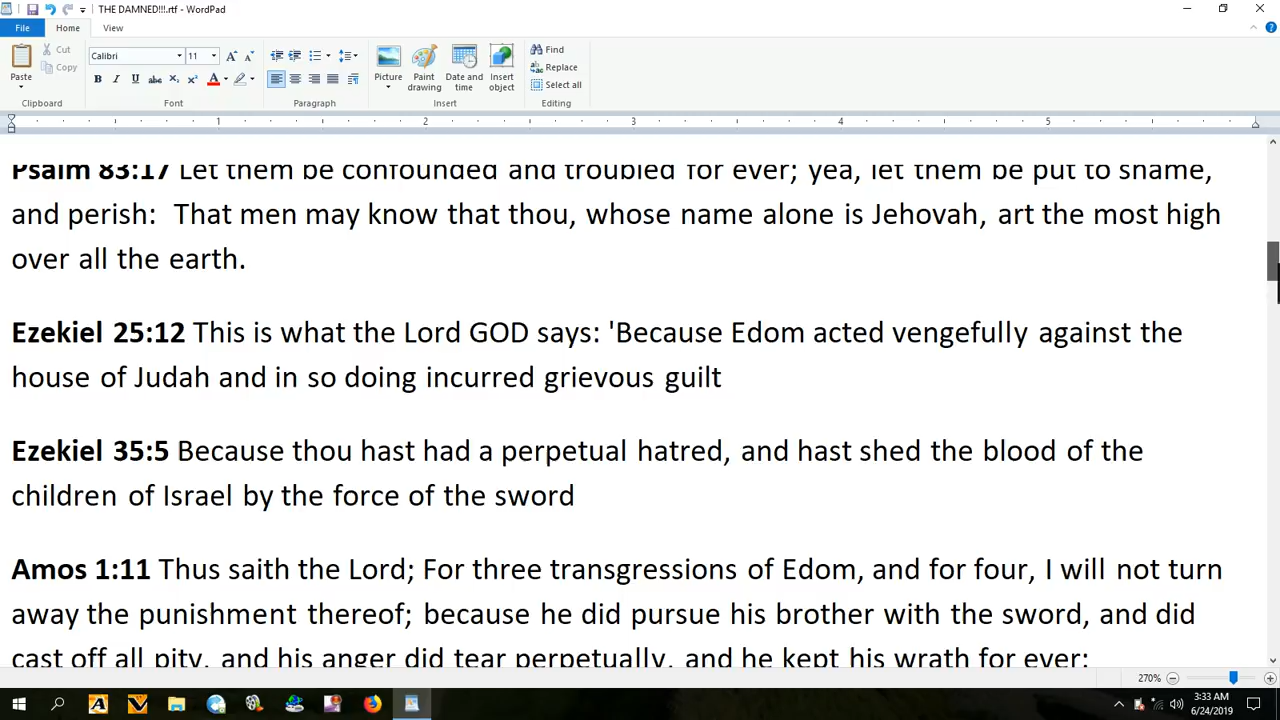 THE DAMNED!!!.rtf - WordPad
File Home View
Cut
Copy
Paste
Calibri 11
B I U abc X₂ X² A
Picture
Paint drawing
Date and time
Insert object
Find
Replace
Select all
Clipboard Font Paragraph Insert Editing
1 2 3 4 5
Psalm 83:17 Let them be confounded and troubled for ever; yea, let them be put to shame,
and perish:  That men may know that thou, whose name alone is Jehovah, art the most high
over all the earth.
Ezekiel 25:12 This is what the Lord GOD says: 'Because Edom acted vengefully against the
house of Judah and in so doing incurred grievous guilt
Ezekiel 35:5 Because thou hast had a perpetual hatred, and hast shed the blood of the
children of Israel by the force of the sword
Amos 1:11 Thus saith the Lord; For three transgressions of Edom, and for four, I will not turn
away the punishment thereof; because he did pursue his brother with the sword, and did
cast off all pity, and his anger did tear perpetually, and he kept his wrath for ever:
270%
3:33 AM
6/24/2019